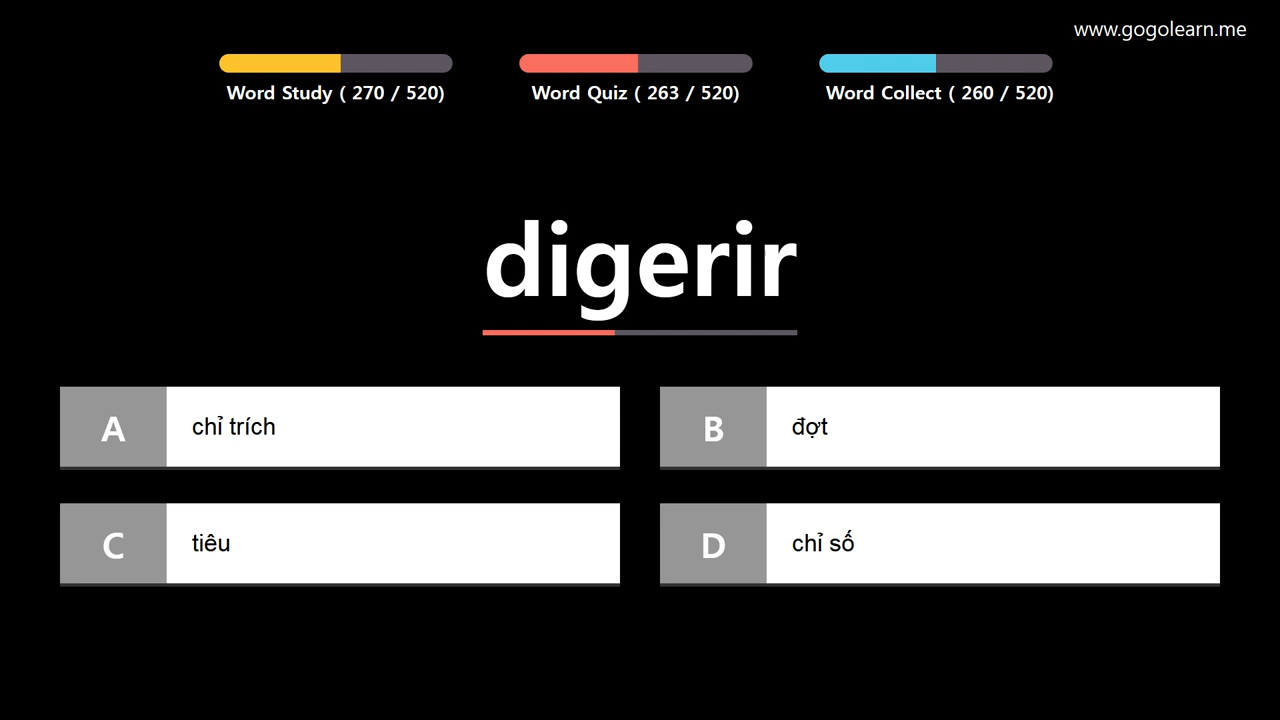 www.gogolearn.me
Word Study ( 270 / 520)
Word Quiz ( 263 / 520)
Word Collect ( 260 / 520)
digerir
A
chỉ trích
B
đợt
C
tiêu
D
chỉ số